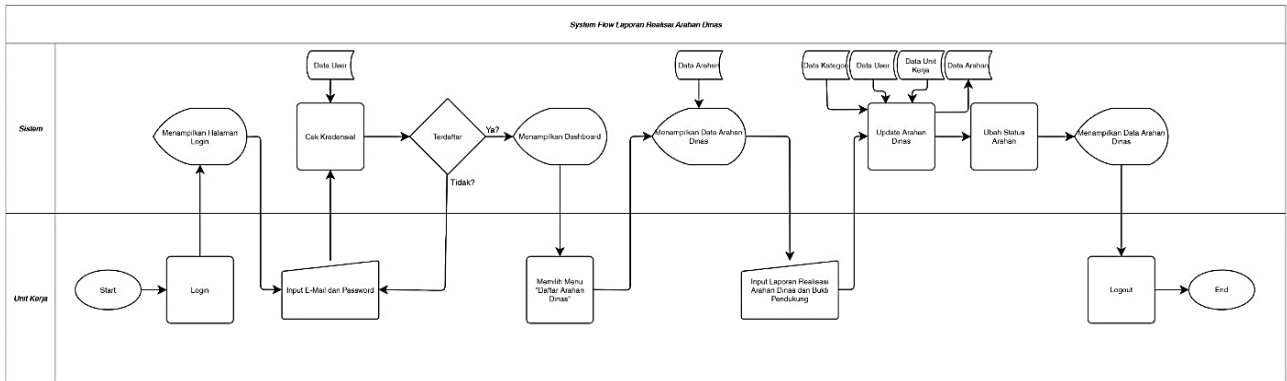 System Flow Laporan Realisasi Arahan Dinas
Sistem
Data User
Menampilkan Halaman
Login
Cek Kredensial
Terdaftar
Ya?
Tidak?
Menampilkan Dashboard
Data Arahan
Menampilkan Data Arahan
Dinas
Data Kategori
Data User
Data Unit
Kerja
Data Arahan
Update Arahan
Dinas
Ubah Status
Arahan
Menampilkan Data Arahan
Dinas
Unit Kerja
Start
Login
Input E-Mail dan Password
Memilih Menu
"Daftar Arahan
Dinas"
Input Laporan Realisasi
Arahan Dinas dan Bukti
Pendukung
Logout
End